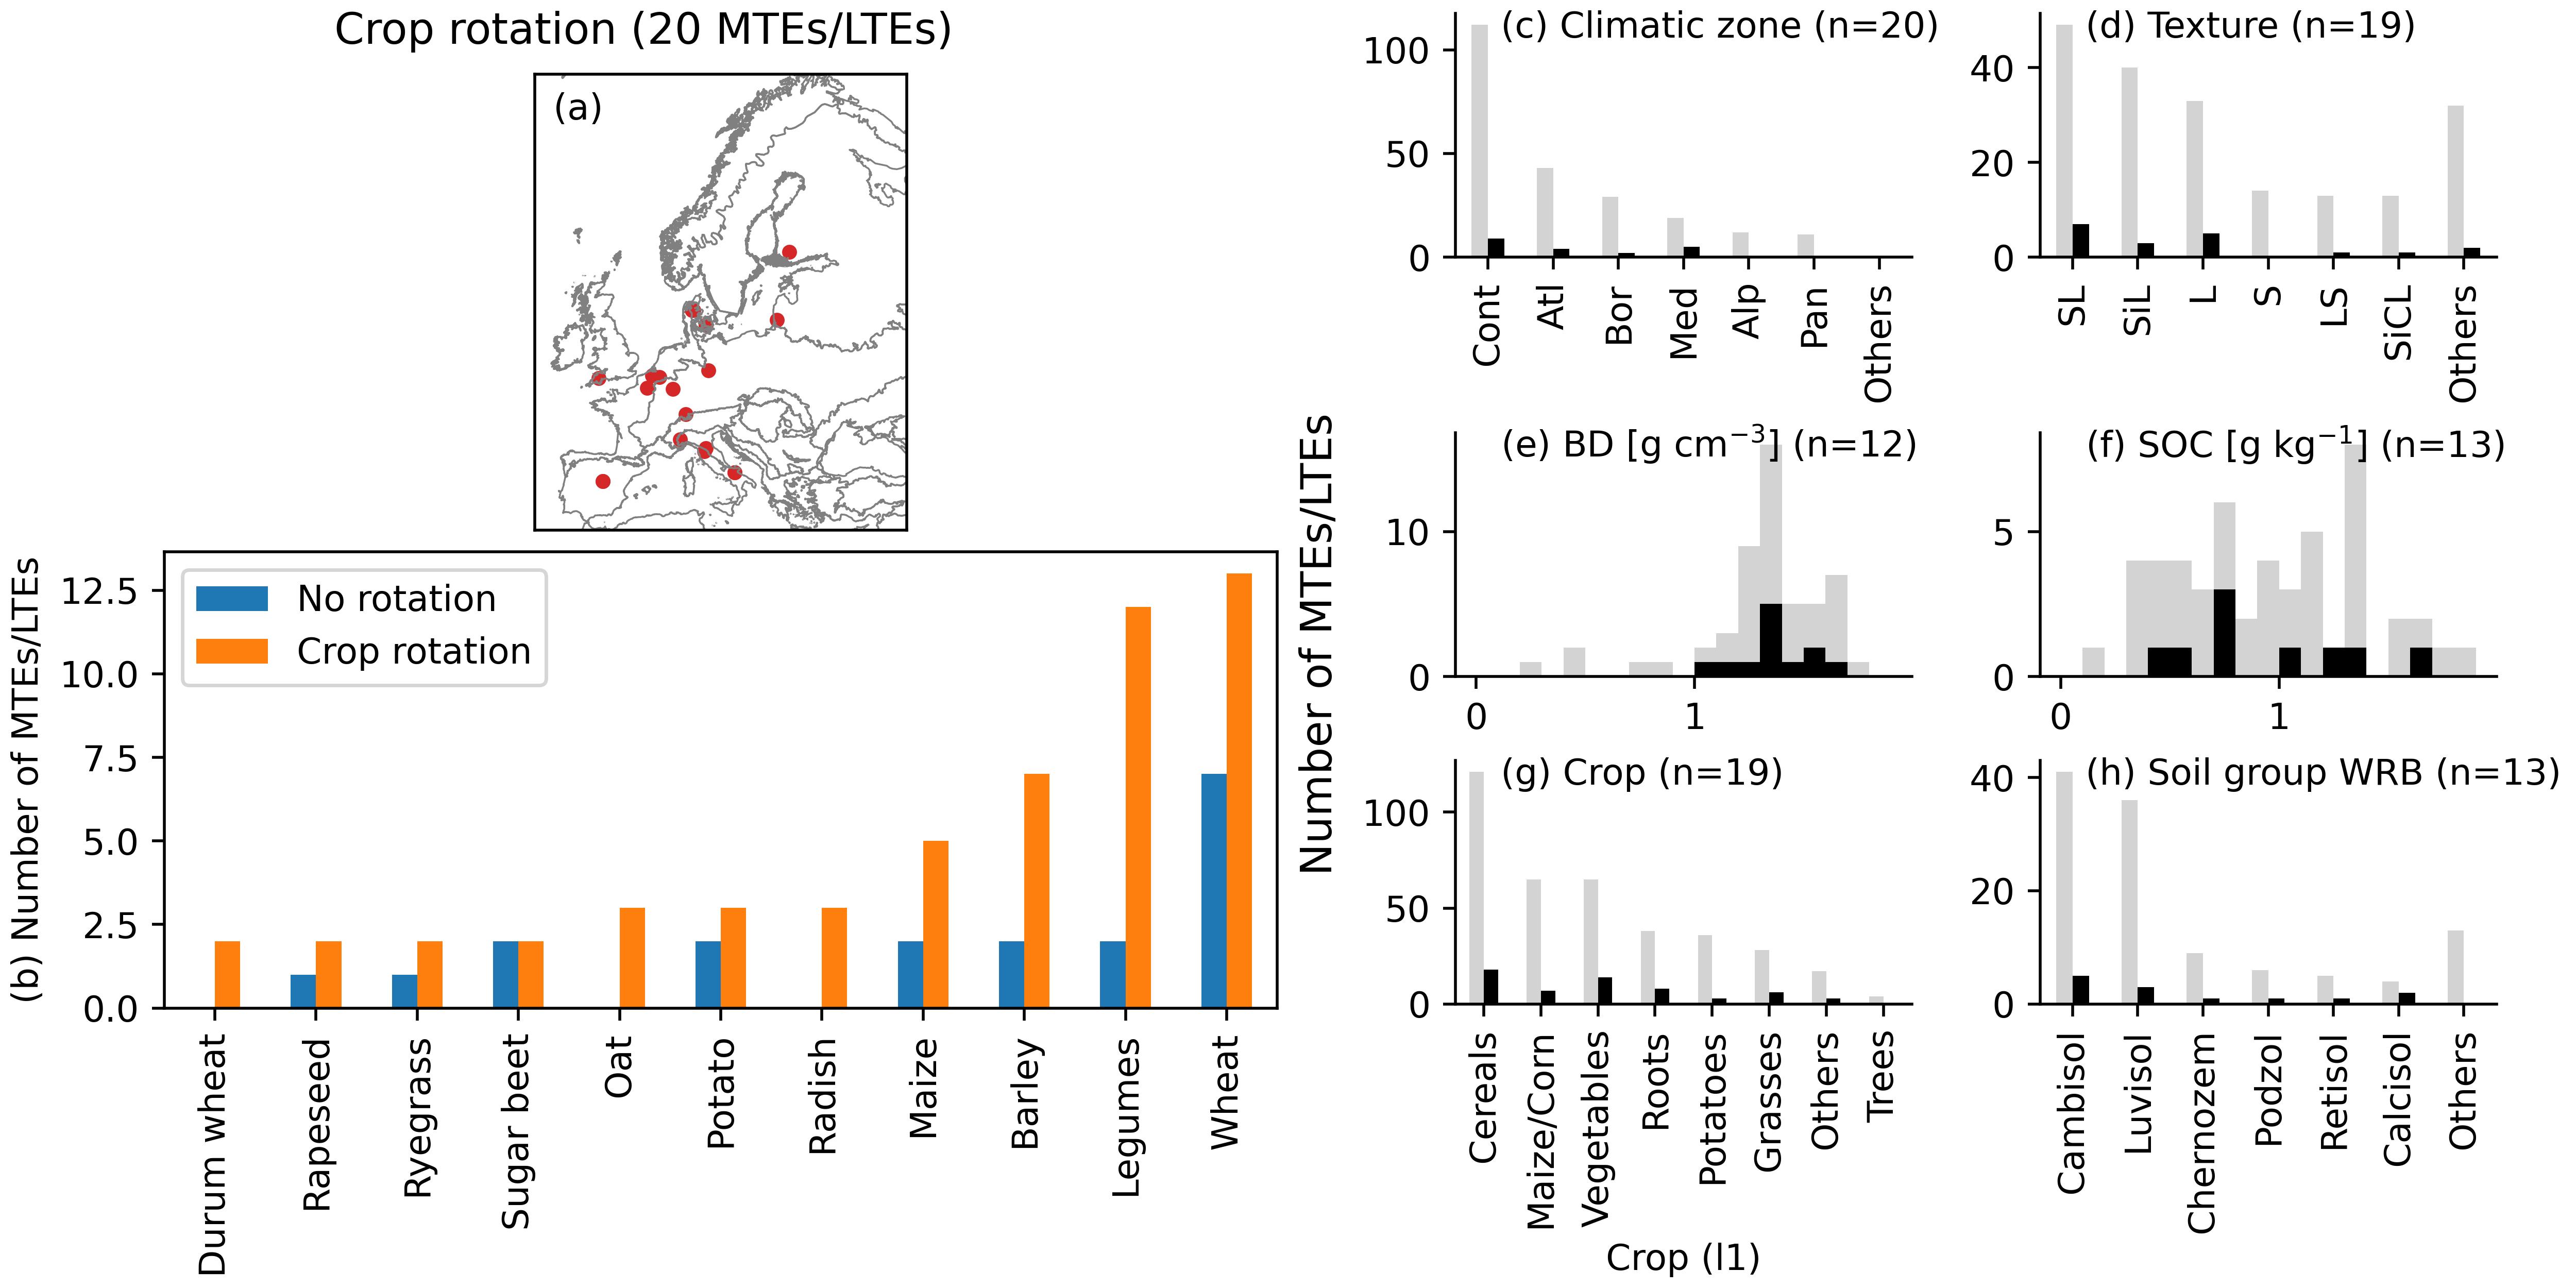 Crop rotation (20 MTEs/LTEs)
(a)
(b) Number of MTEs/LTEs
12.5
10.0
7.5
5.0
2.5
0.0
No rotation
Crop rotation
Durum wheat
Rapeseed
Ryegrass
Sugar beet
Oat
Potato
Radish
Maize
Barley
Legumes
Wheat
Number of MTEs/LTEs
(c) Climatic zone (n=20)
100
50
0
Cont
Atl
Bor
Med
Alp
Pan
Others
(d) Texture (n=19)
40
20
0
SL
SiL
L
S
LS
SiCL
Others
(e) BD [g cm⁻³] (n=12)
10
0
0
1
(f) SOC [g kg⁻¹] (n=13)
5
0
0
1
(g) Crop (n=19)
100
50
0
Cereals
Maize/Corn
Vegetables
Roots
Potatoes
Grasses
Others
Trees
Crop (l1)
(h) Soil group WRB (n=13)
40
20
0
Cambisol
Luvisol
Chernozem
Podzol
Retisol
Calcisol
Others